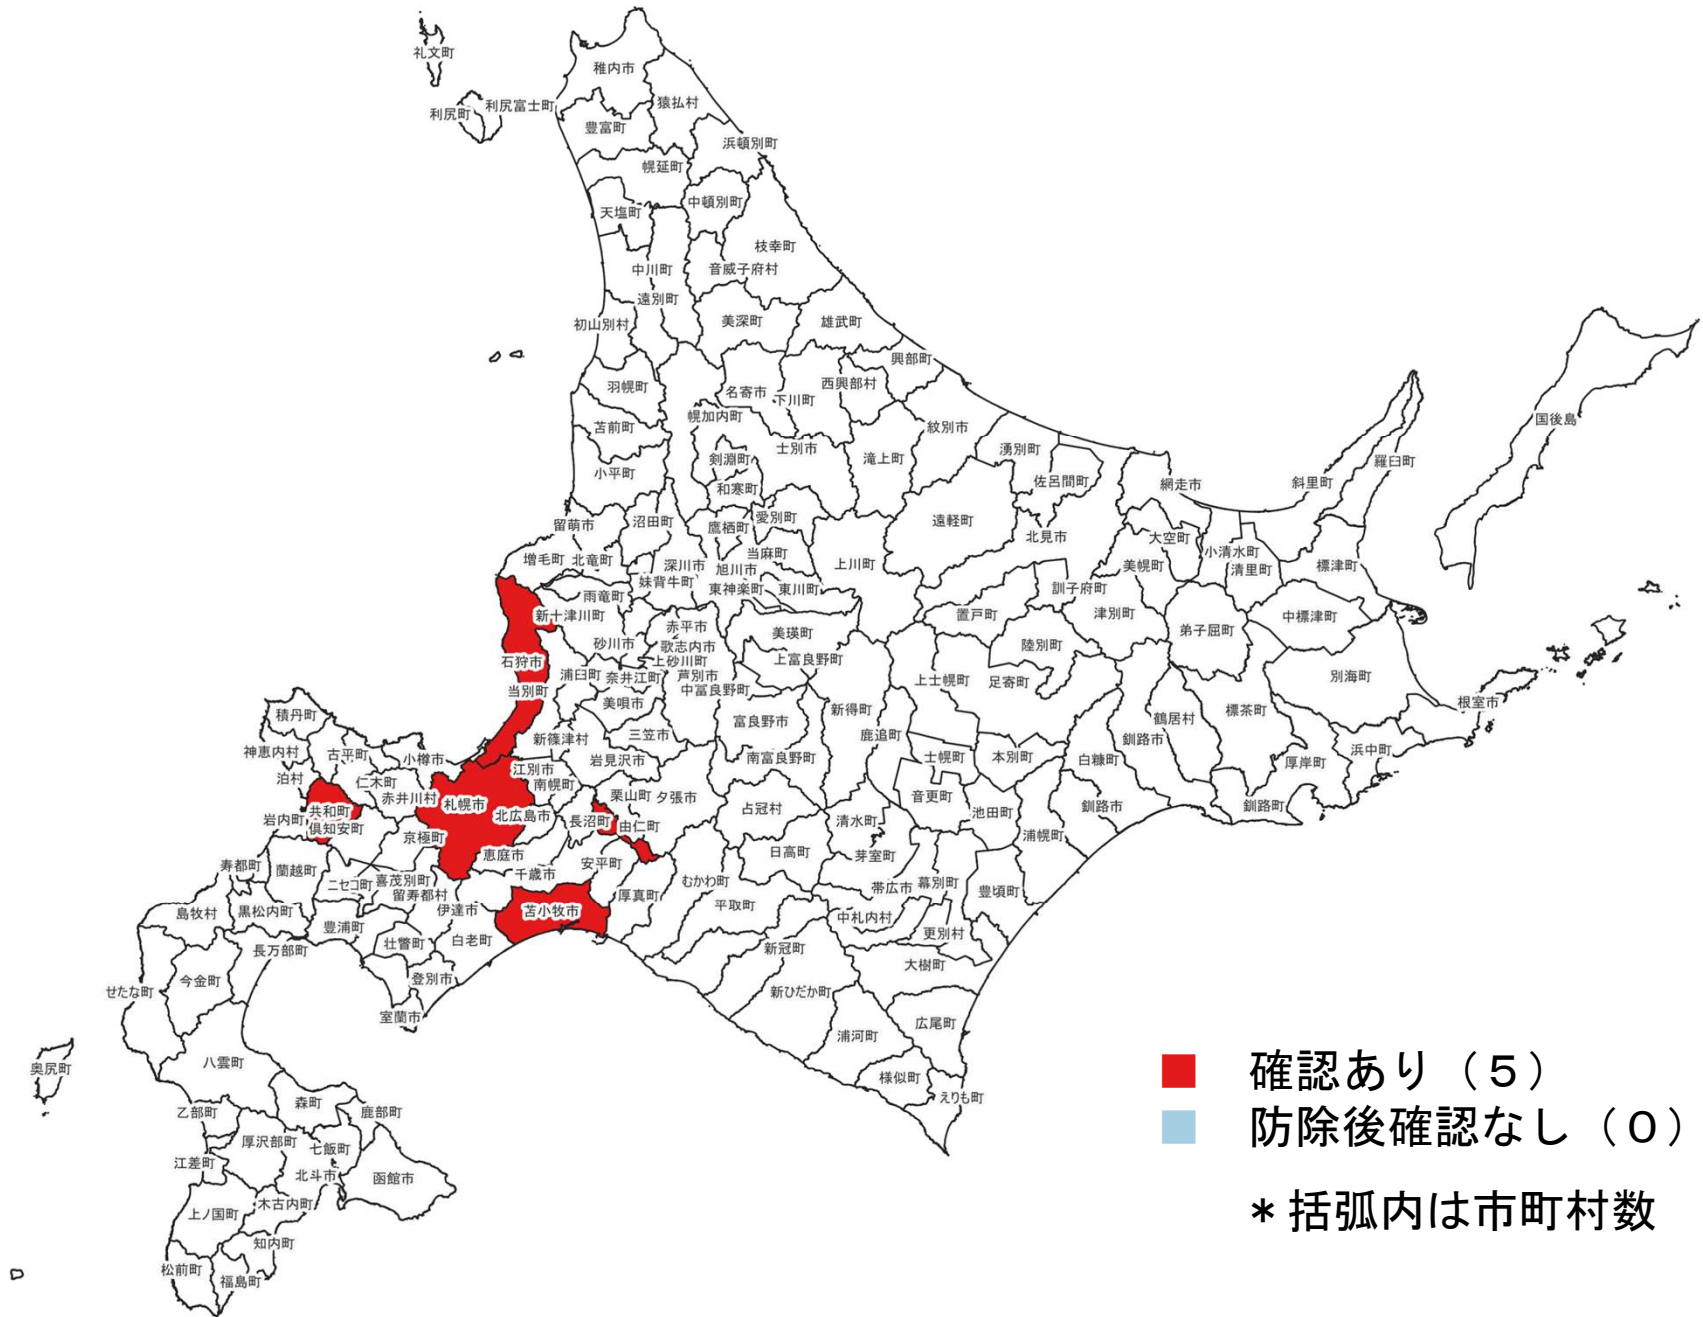 礼文町
利尻町
利尻富士町
稚内市
猿払村
豊富町
浜頓別町
幌延町
中頓別町
天塩町
枝幸町
中川町
音威子府村
遠別町
初山別村
美深町
雄武町
興部町
羽幌町
名寄市
下川町
西興部村
幌加内町
苫前町
士別市
紋別市
剣淵町
滝上町
湧別町
小平町
和寒町
佐呂間町
網走市
斜里町
羅臼町
国後島
留萌市
沼田町
鷹栖町
愛別町
遠軽町
北見市
大空町
増毛町
北竜町
深川市
旭川市
当麻町
上川町
小清水町
清里町
美幌町
標津町
妹背牛町
東神楽町
東川町
訓子府町
雨竜町
新十津川町
置戸町
津別町
中標津町
赤平市
美瑛町
弟子屈町
砂川市
歌志内市
陸別町
石狩市
上砂川町
上富良野町
浦臼町
奈井江町
芦別市
中富良野町
上士幌町
足寄町
別海町
当別町
美唄市
新得町
富良野市
鶴居村
標茶町
根室市
積丹町
三笠市
鹿追町
釧路市
神恵内村
古平町
小樽市
新篠津村
岩見沢市
南富良野町
士幌町
本別町
白糠町
厚岸町
浜中町
泊村
仁木町
赤井川村
江別市
南幌町
栗山町
夕張市
音更町
札幌市
共和町
占冠村
池田町
釧路市
釧路町
岩内町
倶知安町
京極町
北広島市
長沼町
由仁町
清水町
浦幌町
恵庭市
安平町
日高町
芽室町
寿都町
蘭越町
ニセコ町
喜茂別町
留寿都村
千歳市
むかわ町
厚真町
帯広市
幕別町
豊頃町
島牧村
黒松内町
伊達市
苫小牧市
平取町
中札内村
豊浦町
壮瞥町
白老町
更別村
長万部町
新冠町
大樹町
今金町
登別市
せたな町
新ひだか町
室蘭市
浦河町
広尾町
八雲町
奥尻町
様似町
えりも町
森町
鹿部町
乙部町
厚沢部町
七飯町
江差町
北斗市
函館市
木古内町
上ノ国町
知内町
松前町
福島町
確認あり（５）
防除後確認なし（０）
＊括弧内は市町村数